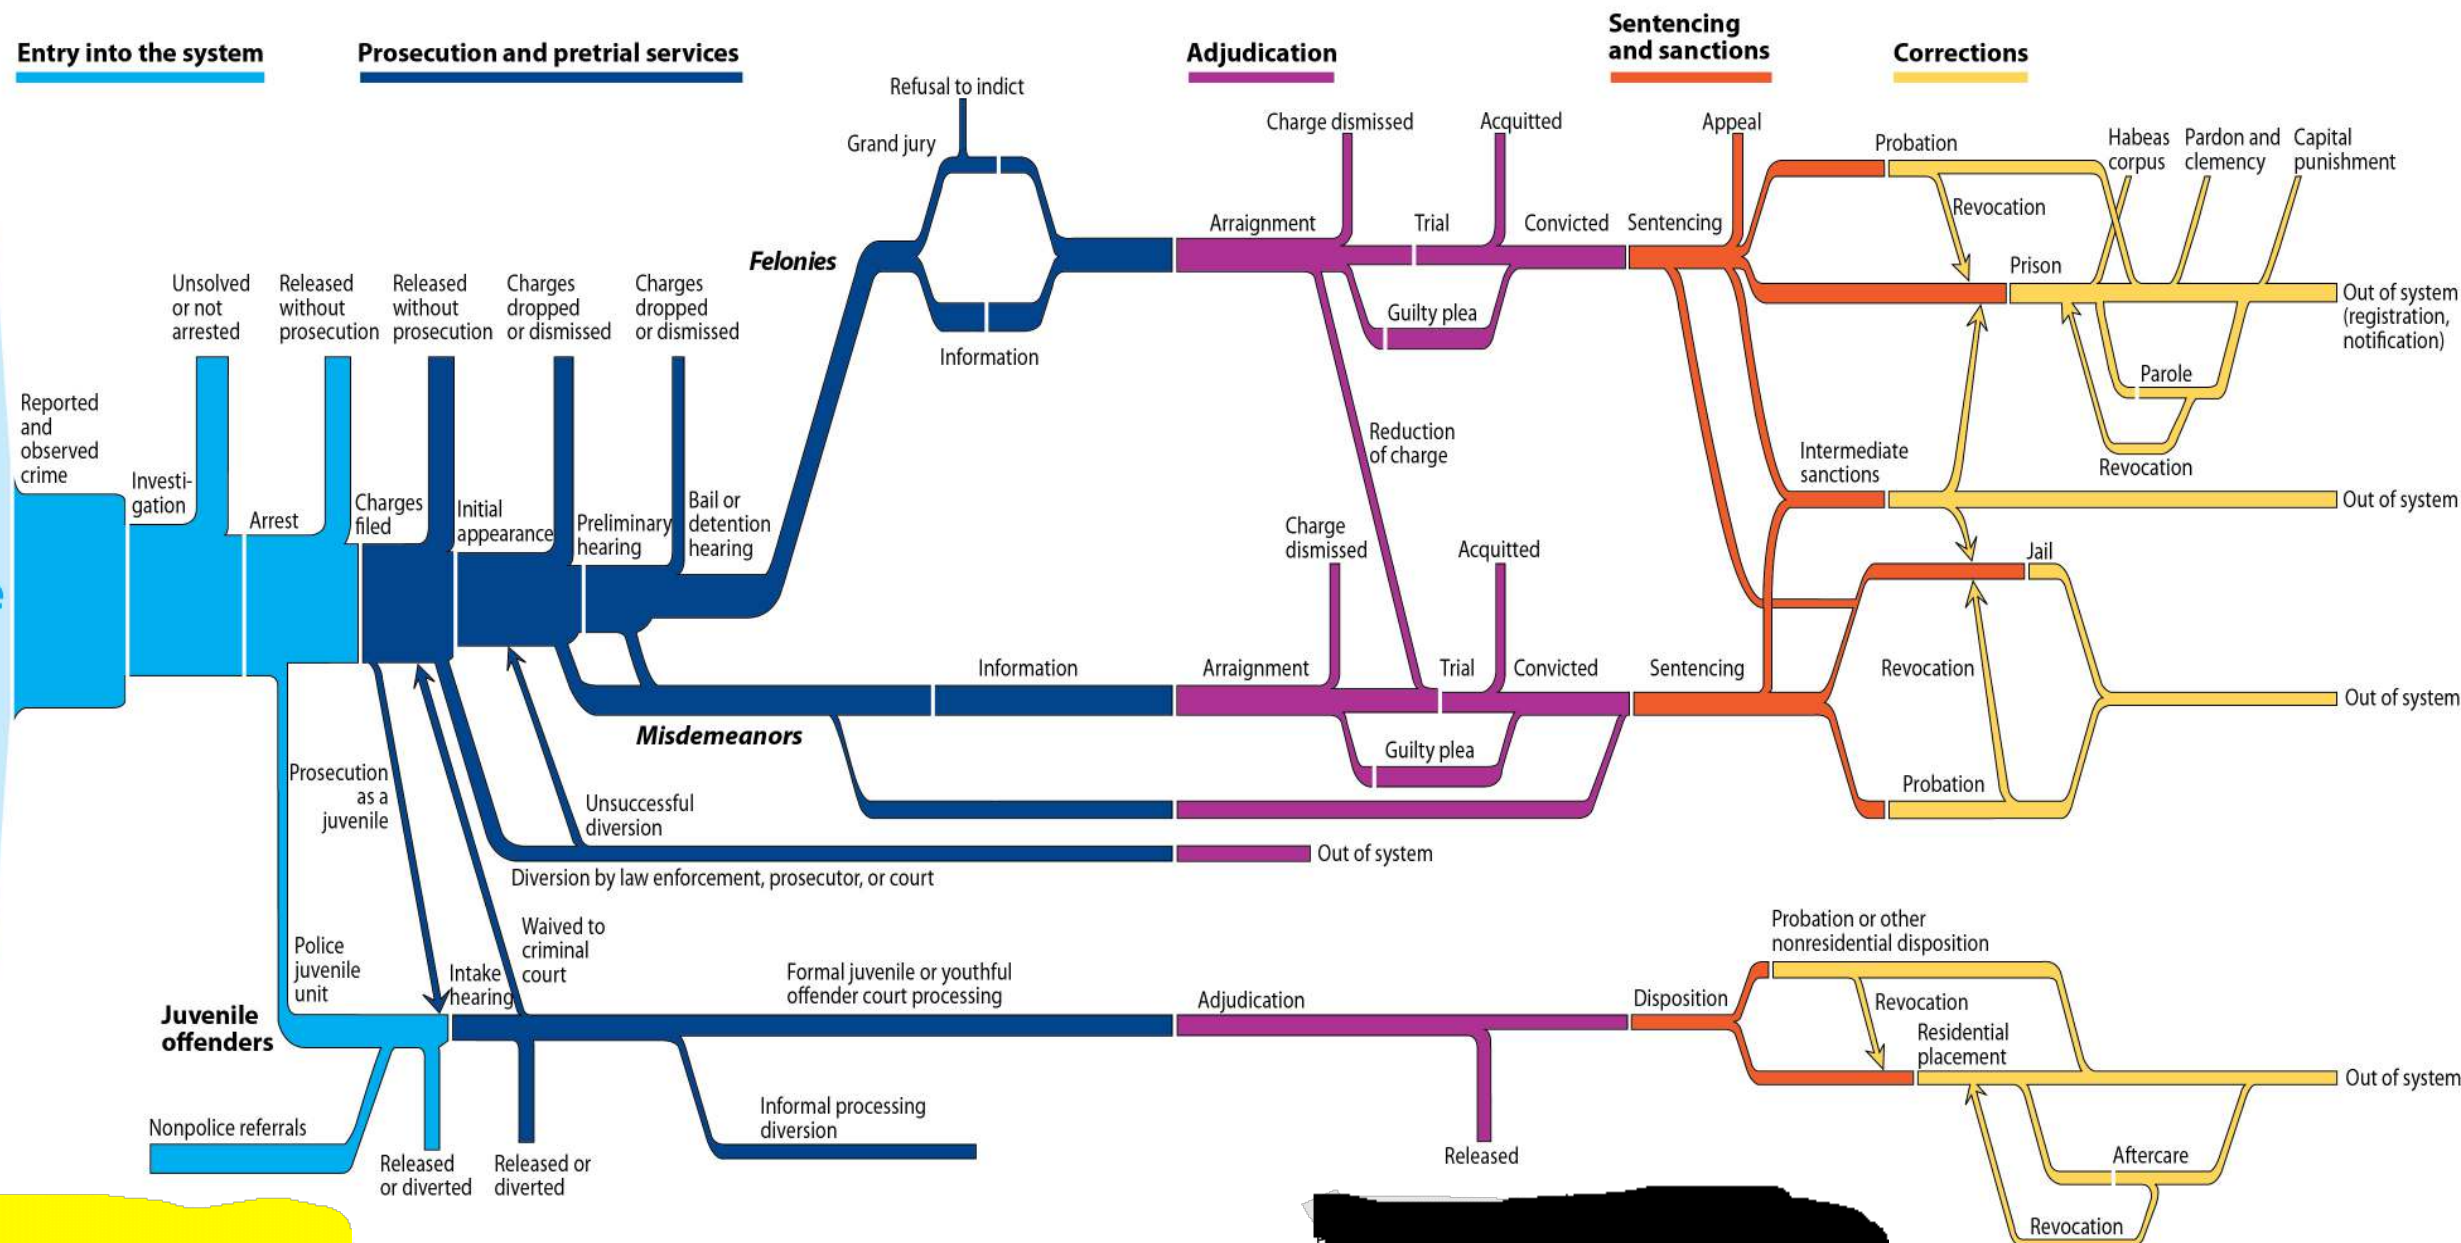 Entry into the system
Prosecution and pretrial services
Adjudication
Sentencing
and sanctions
Corrections
Refusal to indict
Grand jury
Felonies
Information
Unsolved
or not
arrested
Released
without
prosecution
Released
without
prosecution
Charges
dropped
or dismissed
Charges
dropped
or dismissed
Reported
and
observed
crime
Investi-
gation
Arrest
Charges
filed
Initial
appearance
Preliminary
hearing
Bail or
detention
hearing
Charge dismissed
Acquitted
Arraignment
Trial
Convicted
Guilty plea
Reduction
of charge
Appeal
Sentencing
Probation
Revocation
Prison
Habeas
corpus
Pardon and
clemency
Capital
punishment
Out of system
(registration,
notification)
Parole
Revocation
Intermediate
sanctions
Out of system
Misdemeanors
Information
Charge
dismissed
Acquitted
Arraignment
Trial
Convicted
Guilty plea
Sentencing
Jail
Revocation
Probation
Out of system
Unsuccessful
diversion
Out of system
Diversion by law enforcement, prosecutor, or court
Prosecution
as a
juvenile
Waived to
criminal
court
Police
juvenile
unit
Intake
hearing
Juvenile
offenders
Formal juvenile or youthful
offender court processing
Adjudication
Disposition
Probation or other
nonresidential disposition
Revocation
Residential
placement
Out of system
Nonpolice referrals
Released
or diverted
Released or
diverted
Informal processing
diversion
Released
Aftercare
Revocation